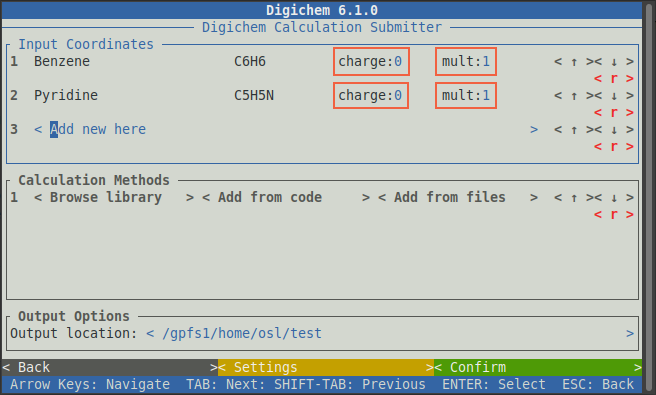 Digichem 6.1.0
Digichem Calculation Submitter
Input Coordinates
1 Benzene C6H6 charge:0 mult:1 < ↑ >< ↓ >
< r >
2 Pyridine C5H5N charge:0 mult:1 < ↑ >< ↓ >
< r >
3 < Add new here > < ↑ >< ↓ >
< r >
Calculation Methods
1 < Browse library > < Add from code > < Add from files > < ↑ >< ↓ >
< r >
Output Options
Output location: < /gpfs1/home/osl/test >
< Back >< Settings >< Confirm >
Arrow Keys: Navigate TAB: Next: SHIFT-TAB: Previous ENTER: Select ESC: Back